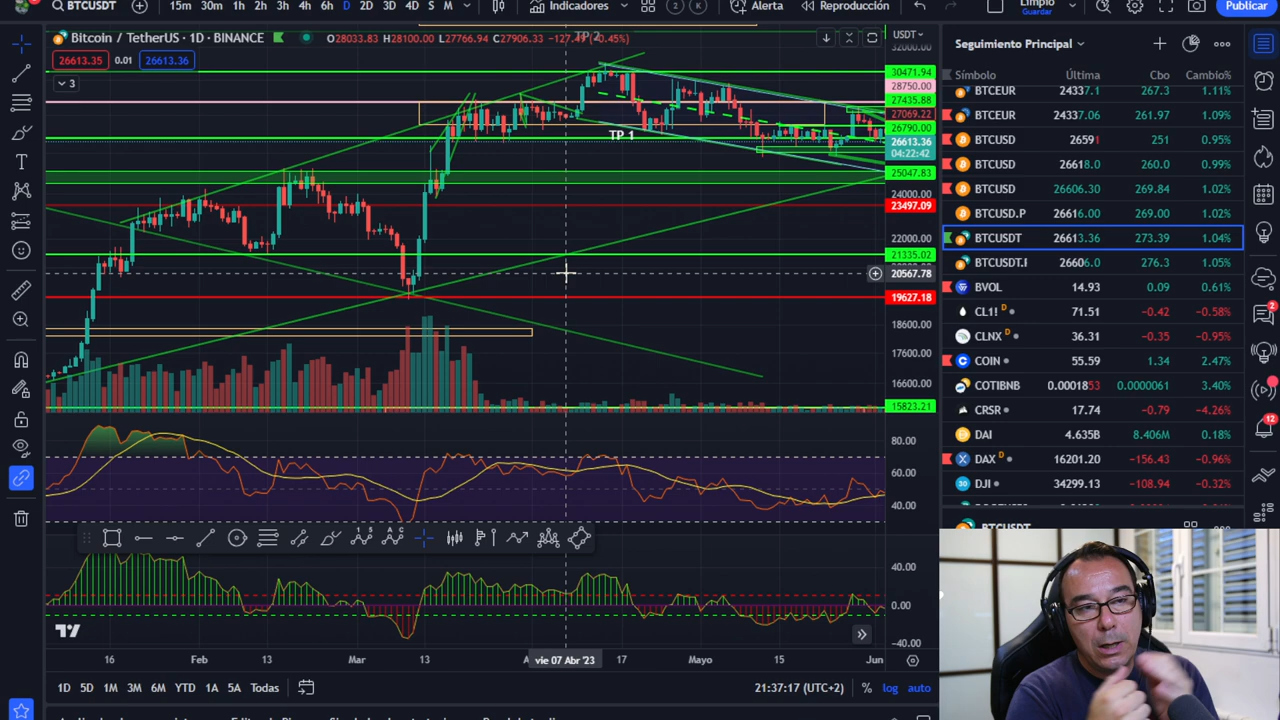 BTCUSDT 15m 30m 1h 2h 3h 4h 6h D 2D 3D 4D S M Indicadores 2 K Alerta Reproducción Limpio Guardar Publicar
Bitcoin / TetherUS · 1D · BINANCE O28033.83 H28100.00 L27766.94 C27906.33 −127.49 (−0.45%) TP 2
26613.35 0.01 26613.36
3
TP 1
USDT
32000.00
30471.94
28750.00
27435.88
27069.22
26790.00
26613.36
04:22:42
25047.83
24000.00
23497.09
22000.00
21335.02
20567.78
19627.18
18600.00
17600.00
16600.00
15823.21
80.00
60.00
40.00
40.00
0.00
−40.00
16 Feb 13 Mar 13 vie 07 Abr '23 17 Mayo 15 Jun
1D 5D 1M 3M 6M YTD 1A 5A Todas 21:37:17 (UTC+2) % log auto
Seguimiento Principal
Símbolo Última Cbo Cambio%
BTCEUR 24337.1 267.3 1.11%
BTCEUR 24337.06 261.97 1.09%
BTCUSD 26591 251 0.95%
BTCUSD 26618.0 260.0 0.99%
BTCUSD 26606.30 269.84 1.02%
BTCUSD.P 26616.00 269.00 1.02%
BTCUSDT 26613.36 273.39 1.04%
BTCUSDT.I 26606.0 276.3 1.05%
BVOL 14.93 0.09 0.61%
CL1! D 71.51 −0.42 −0.58%
CLNX D 36.31 −0.35 −0.95%
COIN 55.59 1.34 2.47%
COTIBNB 0.0001853 0.0000061 3.40%
CRSR 17.74 −0.79 −4.26%
DAI 4.635B 8.406M 0.18%
DAX D 16201.20 −156.43 −0.96%
DJI 34299.13 −108.94 −0.32%
BTCUSDT
2
12